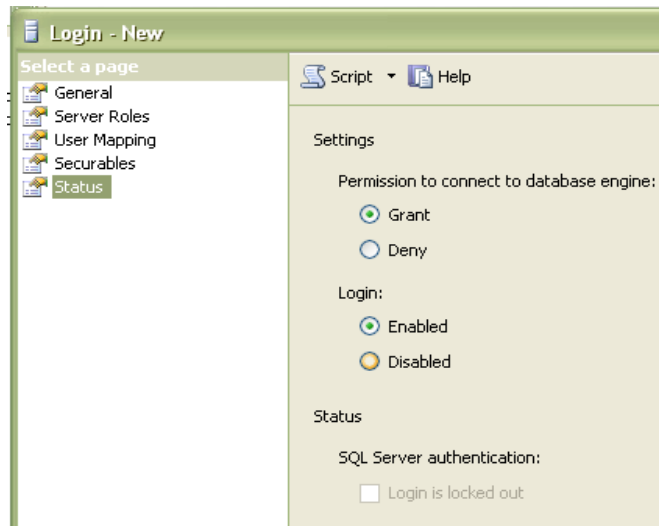 Login - New
Select a page
General
Server Roles
User Mapping
Securables
Status
Script Help
Settings
Permission to connect to database engine:
Grant
Deny
Login:
Enabled
Disabled
Status
SQL Server authentication:
Login is locked out